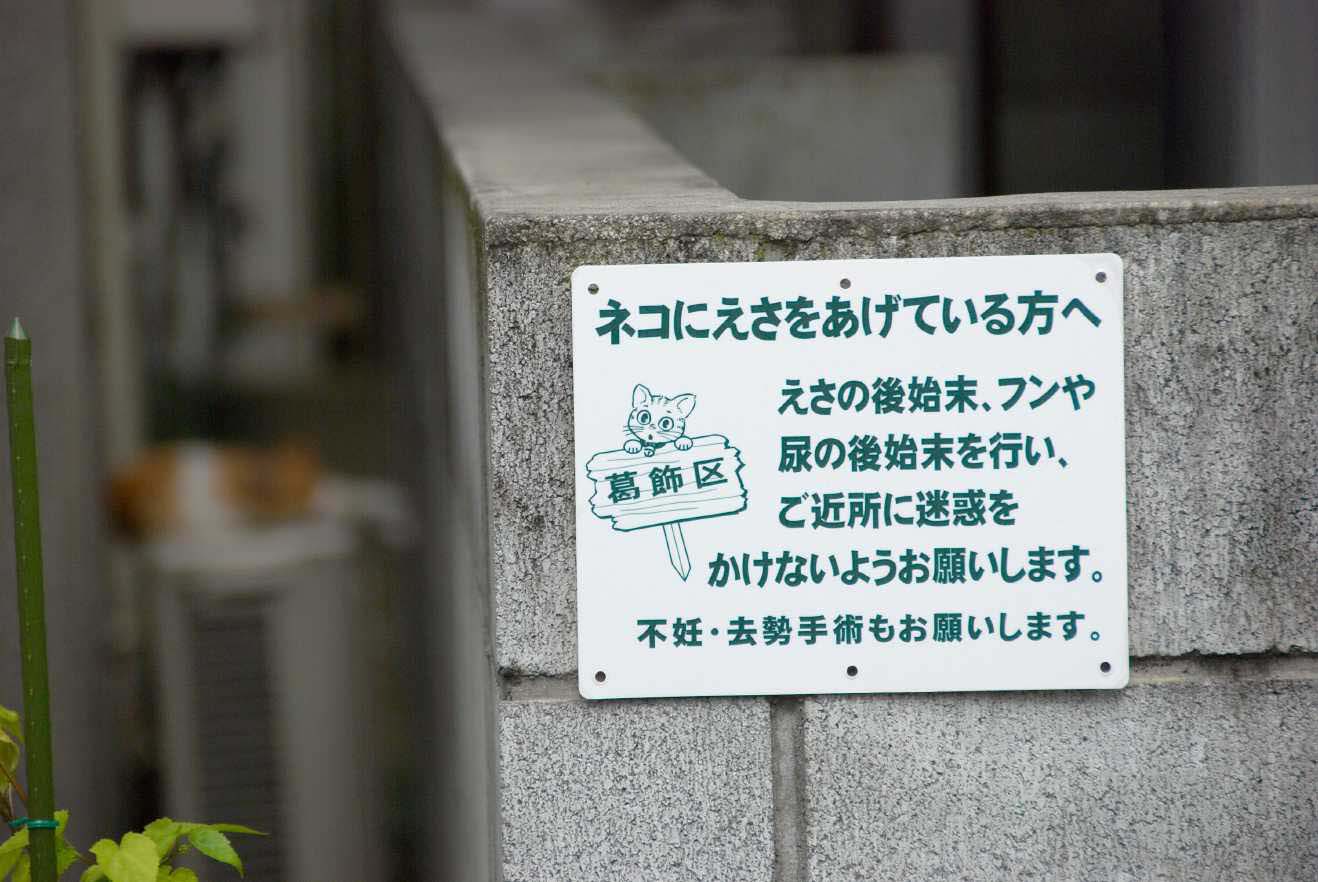 ネコにえさをあげている方へ
えさの後始末、フンや
尿の後始末を行い、
ご近所に迷惑を
かけないようお願いします。
葛飾区
不妊・去勢手術もお願いします。